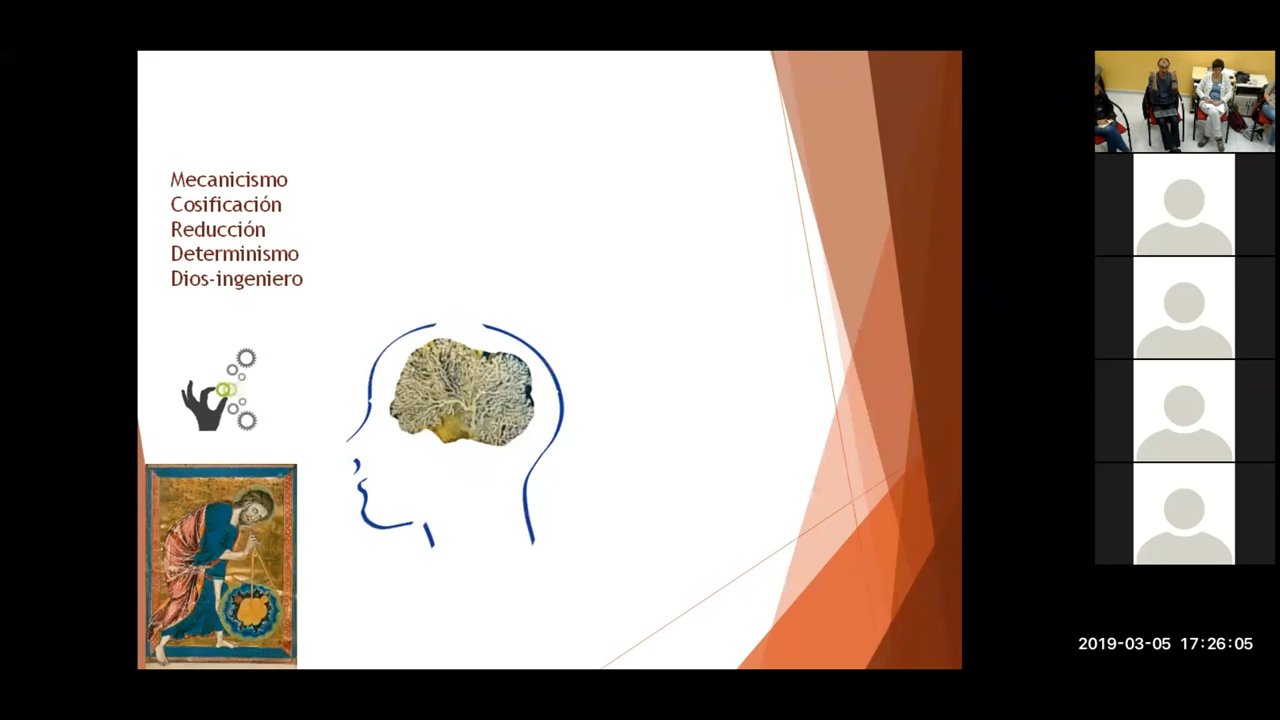 Mecanicismo
Cosificación
Reducción
Determinismo
Dios-ingeniero
2019-03-05 17:26:05